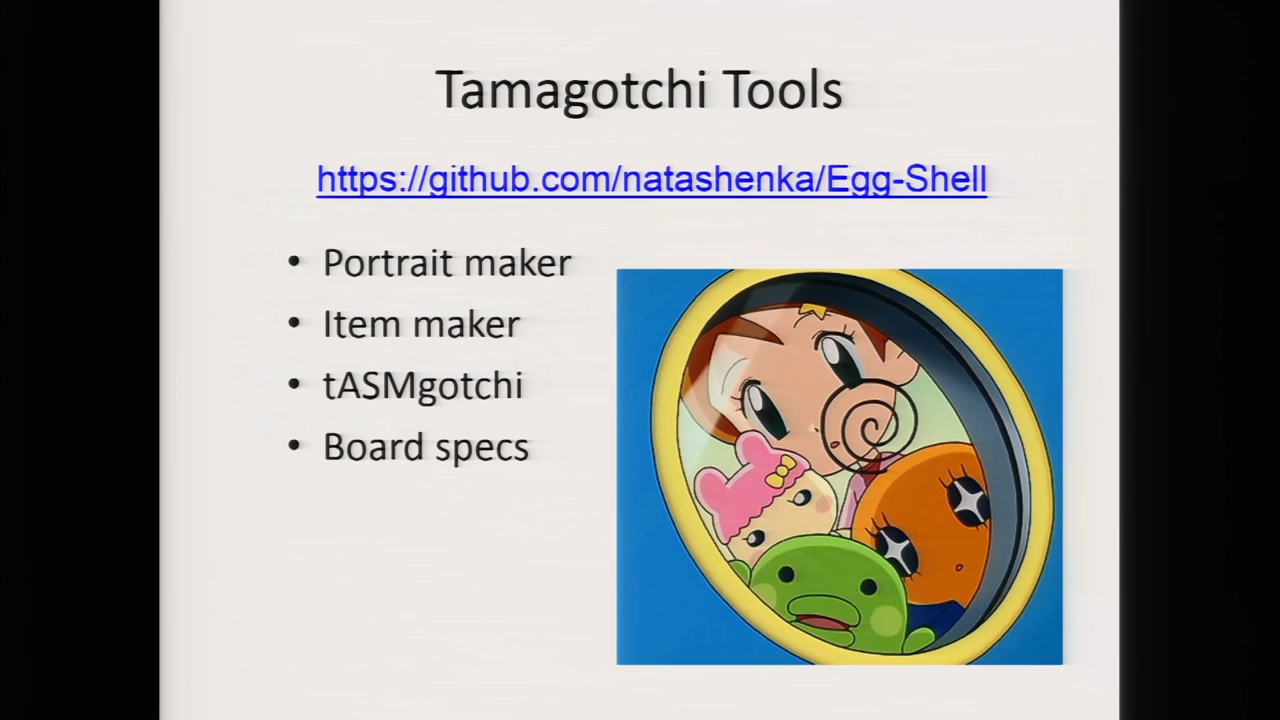 Tamagotchi Tools
https://github.com/natashenka/Egg-Shell
• Portrait maker
• Item maker
• tASMgotchi
• Board specs